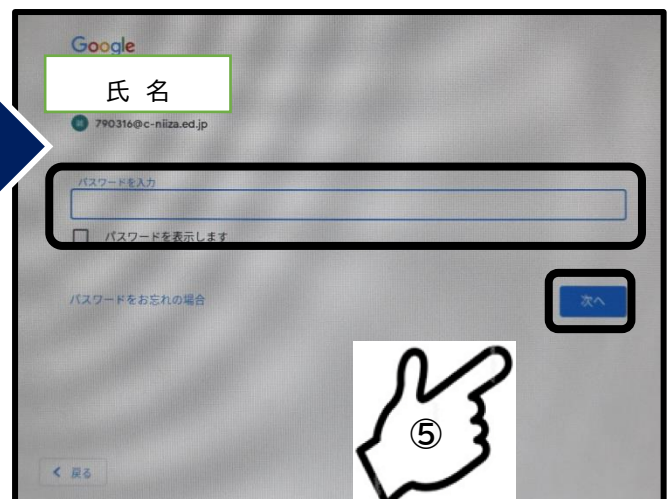 Google
氏 名
790316@c-niiza.ed.jp
パスワードを入力
パスワードを表示します
パスワードをお忘れの場合
次へ
⑤
戻る